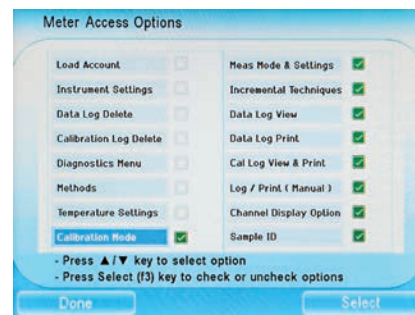 Meter Access Options
Load Account
Instrument Settings
Data Log Delete
Calibration Log Delete
Diagnostics Menu
Methods
Temperature Settings
Calibration Mode
Meas Mode & Settings
Incremental Techniques
Data Log View
Data Log Print
Cal Log View & Print
Log / Print ( Manual )
Channel Display Option
Sample ID
- Press ▲/▼ key to select option
- Press Select (f3) key to check or uncheck options
Done
Select